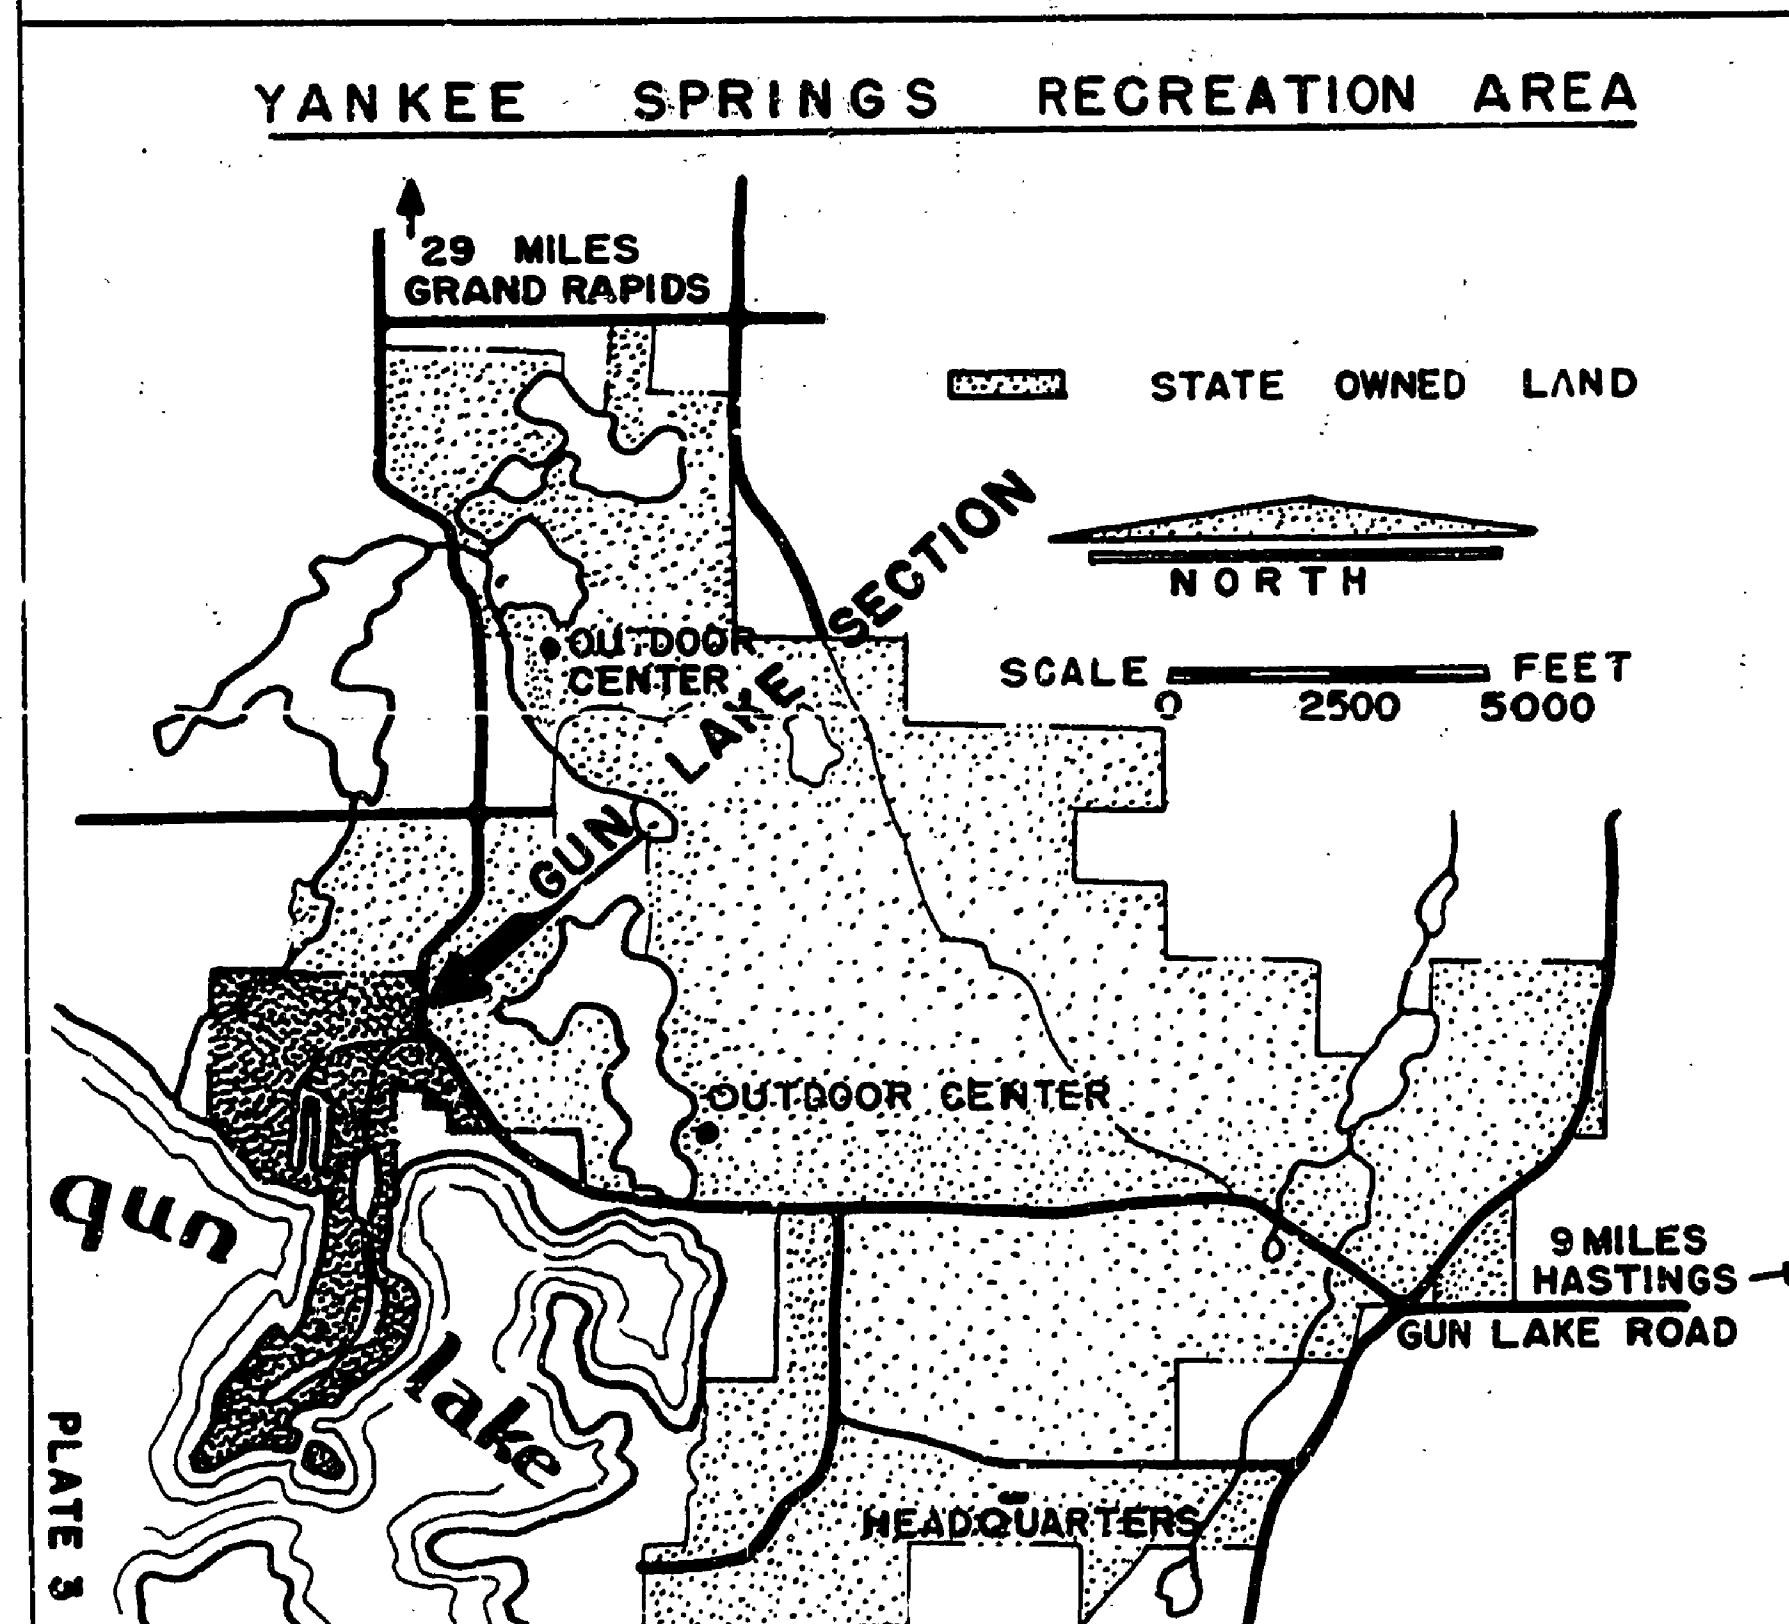 YANKEE SPRINGS RECREATION AREA
29 MILES
GRAND RAPIDS
STATE OWNED LAND
NORTH
SCALE 0 2500 5000 FEET
GUN LAKE SECTION
OUTDOOR
CENTER
OUTDOOR CENTER
gun
lake
9 MILES
HASTINGS
GUN LAKE ROAD
HEADQUARTERS
PLATE 3